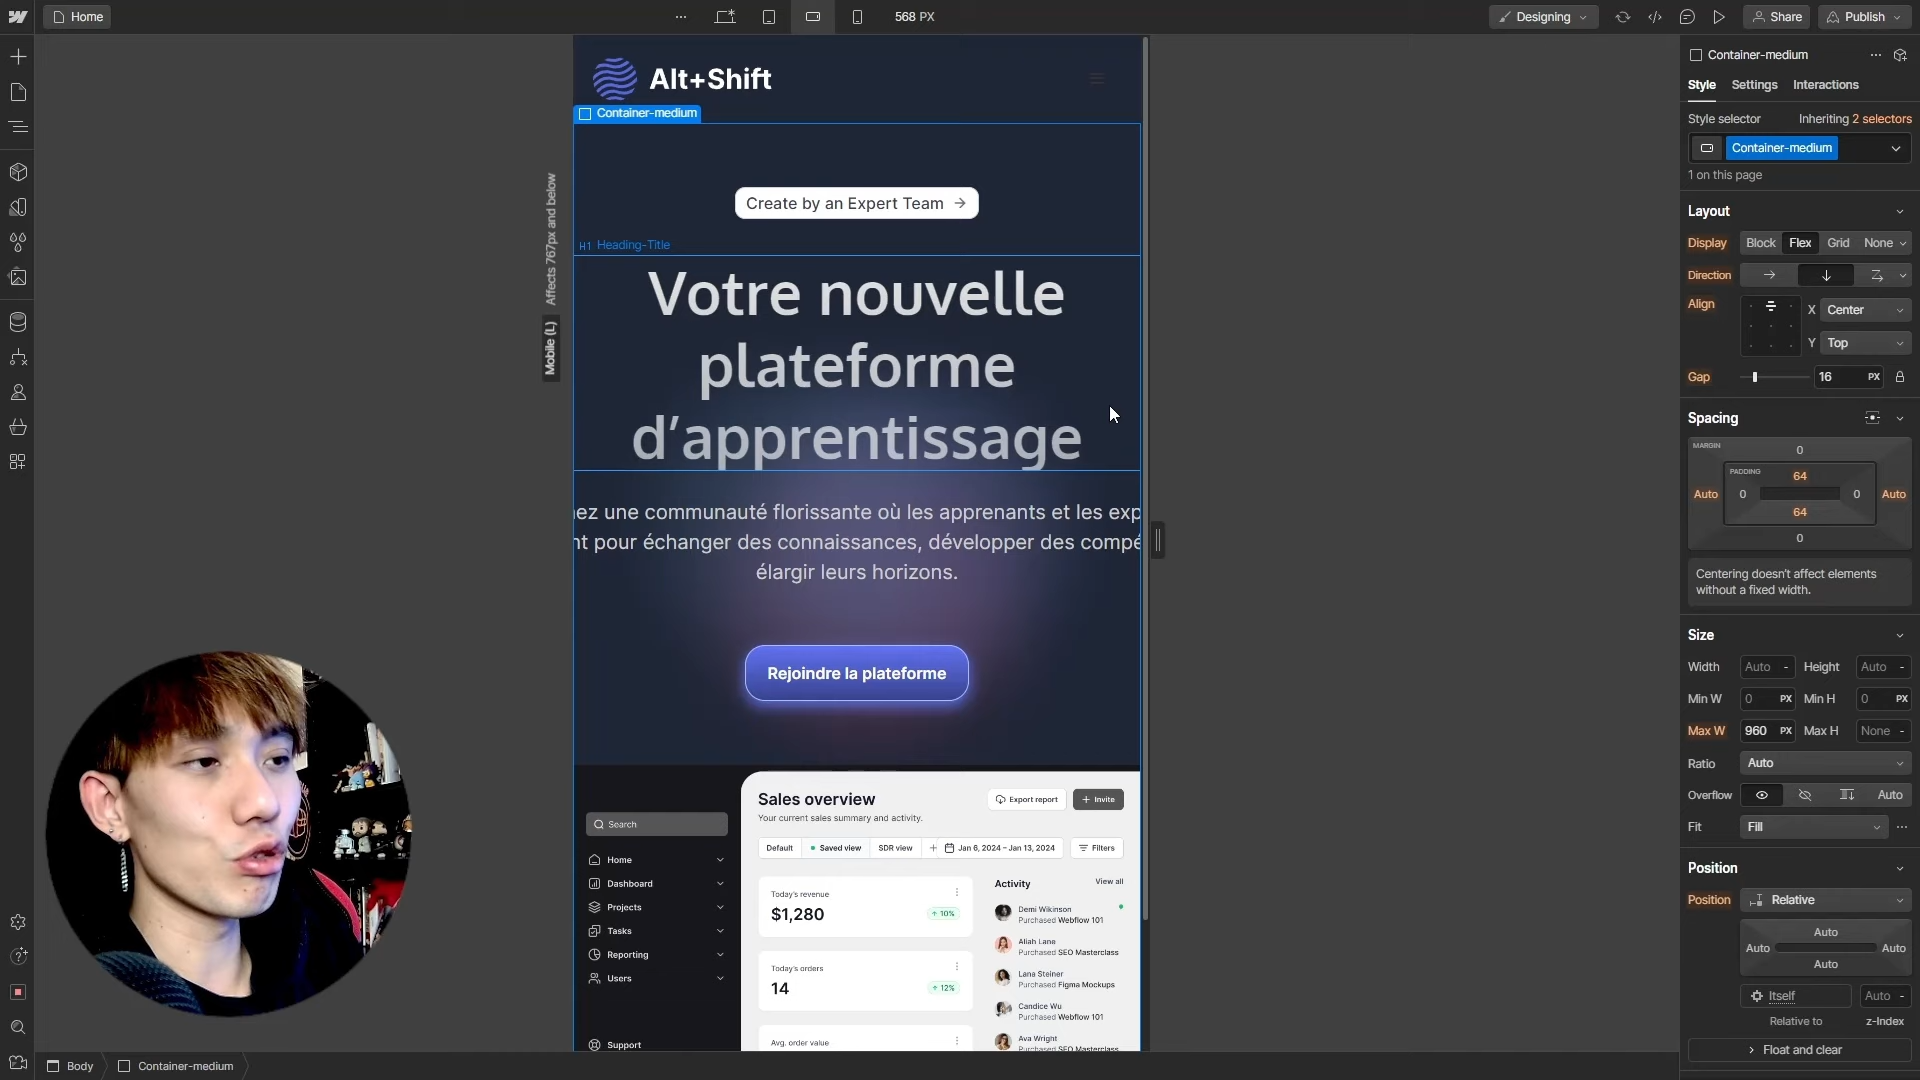 Home
568 PX
Designing
Share
Publish
Alt+Shift
Container-medium
Create by an Expert Team
H1 Heading-Title
Votre nouvelle
plateforme
d’apprentissage
ez une communauté florissante où les apprenants et les exp
nt pour échanger des connaissances, développer des compé
élargir leurs horizons.
Rejoindre la plateforme
Affects 767px and below
Mobile (L)
Search
Home
Dashboard
Projects
Tasks
Reporting
Users
Support
Sales overview
Your current sales summary and activity.
Export report
Invite
Default
Saved view
SDR view
Jan 6, 2024 – Jan 13, 2024
Filters
Today's revenue
$1,280
10%
Today's orders
14
12%
Avg. order value
Activity
View all
Demi Wikinson
Purchased Webflow 101
Aliah Lane
Purchased SEO Masterclass
Lana Steiner
Purchased Figma Mockups
Candice Wu
Purchased Webflow 101
Ava Wright
Purchased SEO Masterclass
Body
Container-medium
Container-medium
Style
Settings
Interactions
Style selector
Inheriting 2 selectors
Container-medium
1 on this page
Layout
Display
Block
Flex
Grid
None
Direction
Align
X
Center
Y
Top
Gap
16
PX
Spacing
MARGIN
0
PADDING
64
Auto
0
0
Auto
64
0
Centering doesn’t affect elements
without a fixed width.
Size
Width
Auto -
Height
Auto -
Min W
0 PX
Min H
0 PX
Max W
960 PX
Max H
None -
Ratio
Auto
Overflow
Auto
Fit
Fill
Position
Position
Relative
Auto
Auto
Auto
Auto
Itself
Auto -
Relative to
z-Index
Float and clear